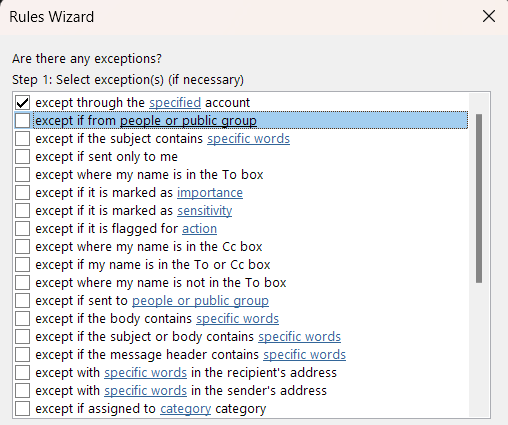 Rules Wizard
Are there any exceptions?
Step 1: Select exception(s) (if necessary)
except through the specified account
except if from people or public group
except if the subject contains specific words
except if sent only to me
except where my name is in the To box
except if it is marked as importance
except if it is marked as sensitivity
except if it is flagged for action
except where my name is in the Cc box
except if my name is in the To or Cc box
except where my name is not in the To box
except if sent to people or public group
except if the body contains specific words
except if the subject or body contains specific words
except if the message header contains specific words
except with specific words in the recipient's address
except with specific words in the sender's address
except if assigned to category category